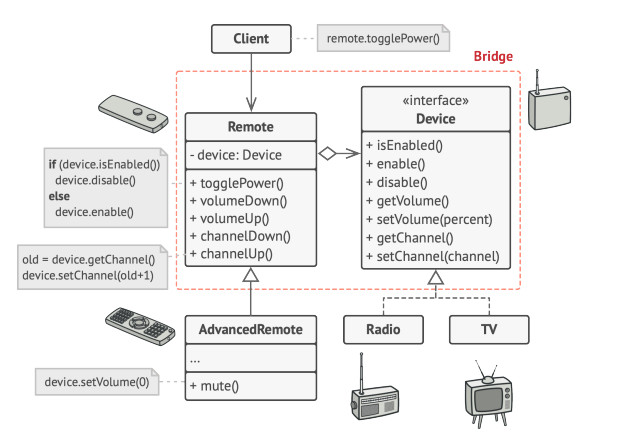 Client
remote.togglePower()
Bridge
Remote
- device: Device
+ togglePower()
+ volumeDown()
+ volumeUp()
+ channelDown()
+ channelUp()
«interface»
Device
+ isEnabled()
+ enable()
+ disable()
+ getVolume()
+ setVolume(percent)
+ getChannel()
+ setChannel(channel)
if (device.isEnabled())
device.disable()
else
device.enable()
old = device.getChannel()
device.setChannel(old+1)
AdvancedRemote
...
+ mute()
device.setVolume(0)
Radio
TV